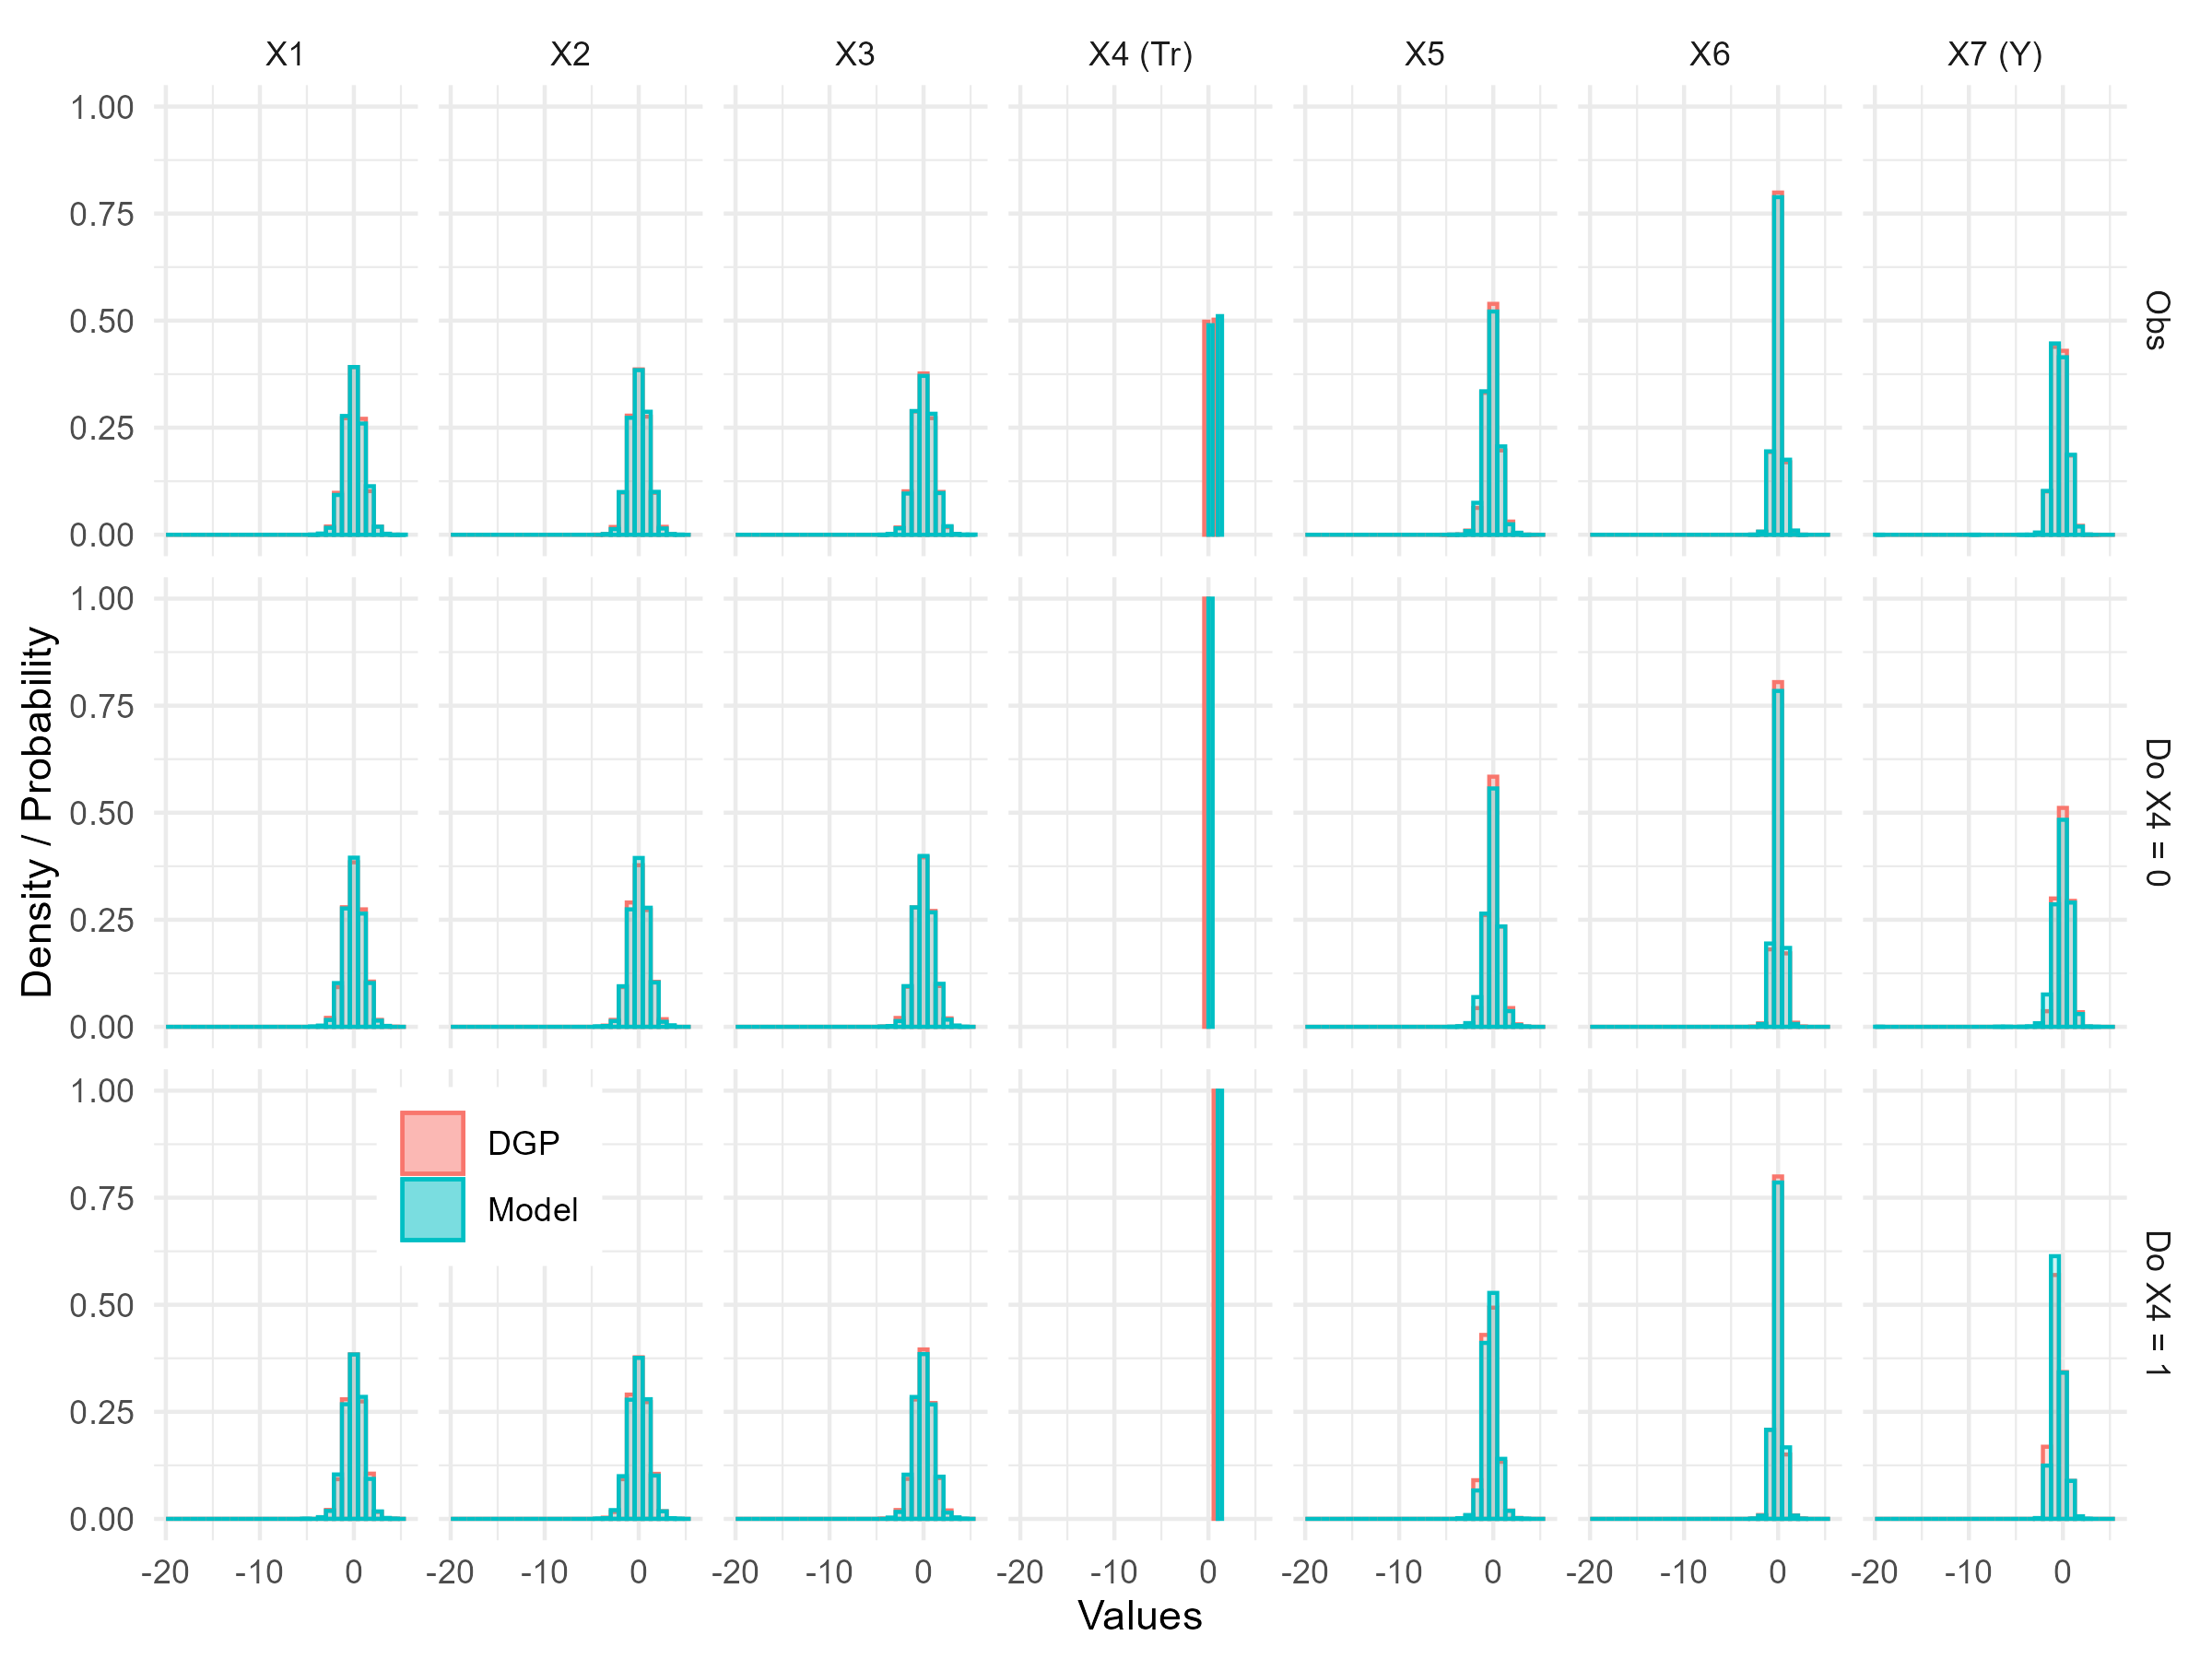 X1 X2 X3 X4 (Tr) X5 X6 X7 (Y)
1.00
0.75
0.50
0.25
0.00
Obs
1.00
0.75
0.50
0.25
0.00
Do X4 = 0
Density / Probability
1.00
0.75
0.50
0.25
0.00
DGP
Model
Do X4 = 1
-20 -10 0 -20 -10 0 -20 -10 0 -20 -10 0 -20 -10 0 -20 -10 0 -20 -10 0
Values